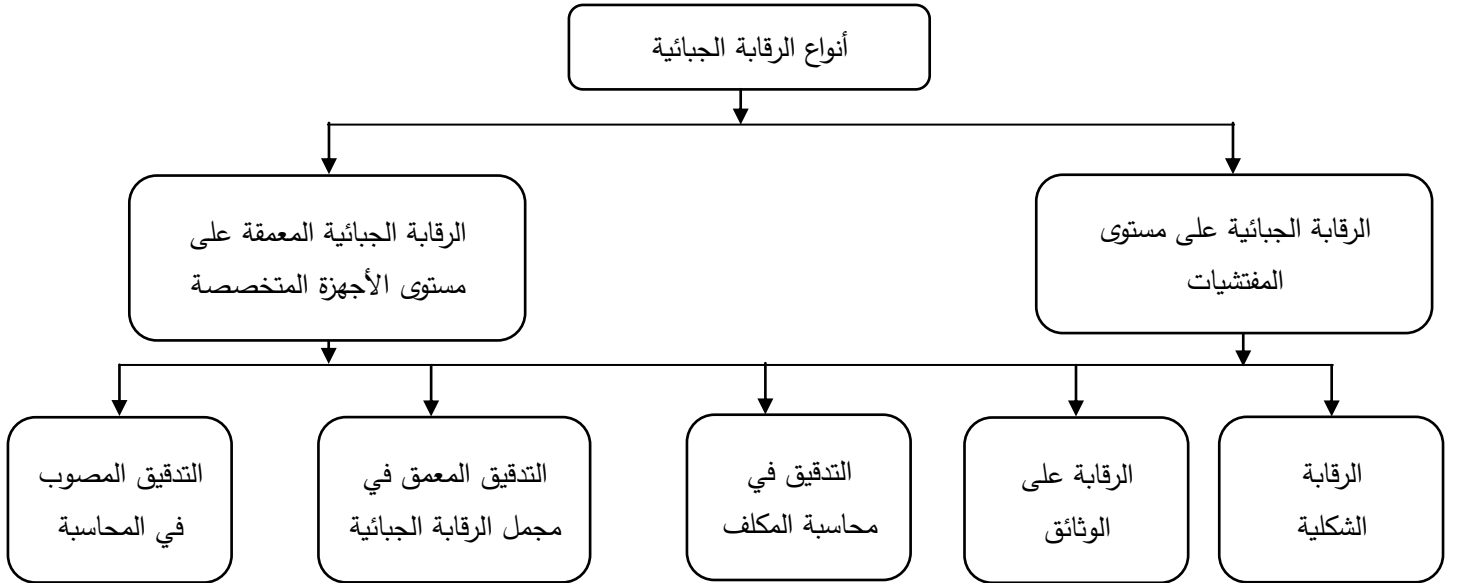 أنواع الرقابة الجبائية
الرقابة الجبائية على مستوى
المفتشيات
الرقابة الجبائية المعمقة على
مستوى الأجهزة المتخصصة
الرقابة
الشكلية
الرقابة على
الوثائق
التدقيق في
محاسبة المكلف
التدقيق المعمق في
مجمل الرقابة الجبائية
التدقيق المصوب
في المحاسبة